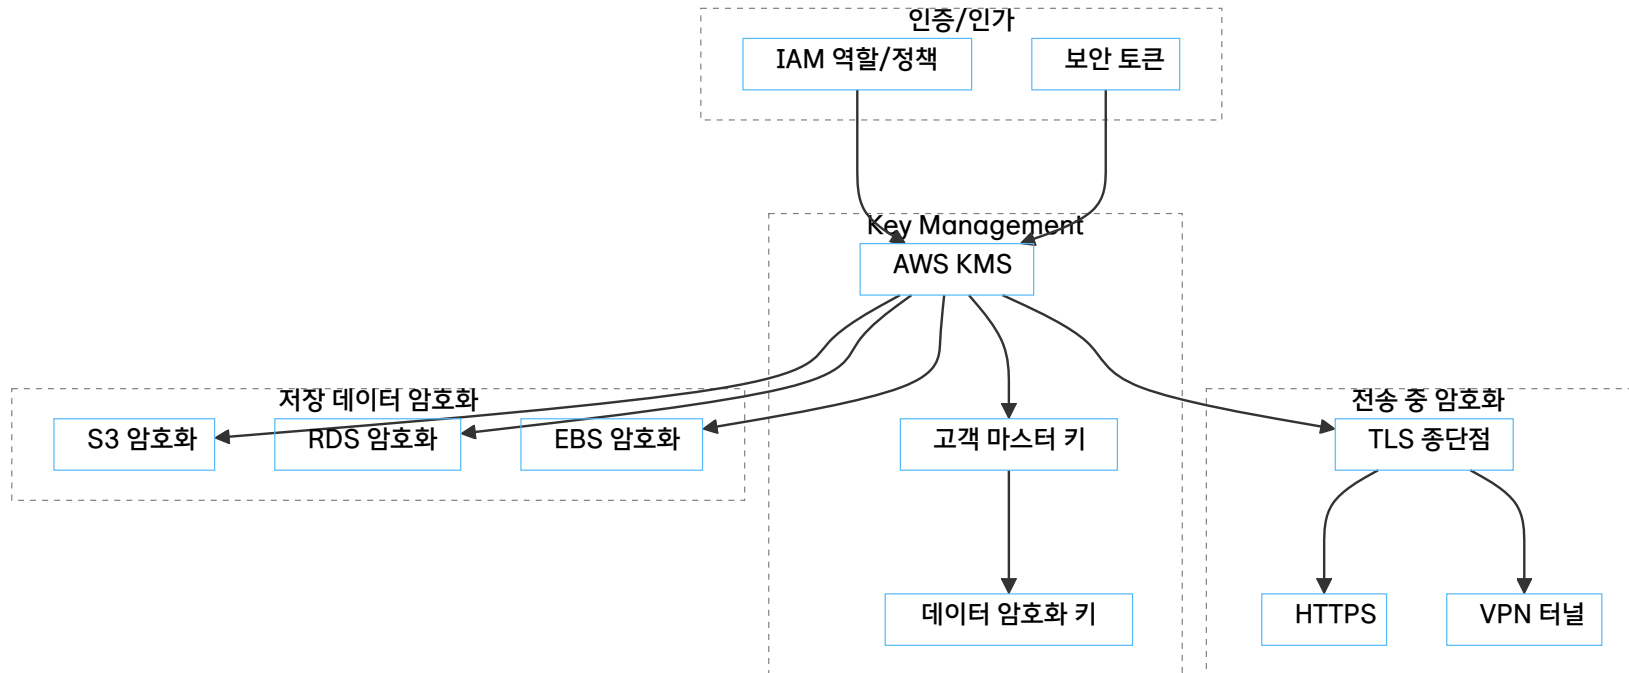 인증/인가
IAM 역할/정책
보안 토큰
Key Management
AWS KMS
저장 데이터 암호화
S3 암호화
RDS 암호화
EBS 암호화
고객 마스터 키
전송 중 암호화
TLS 종단점
데이터 암호화 키
HTTPS
VPN 터널